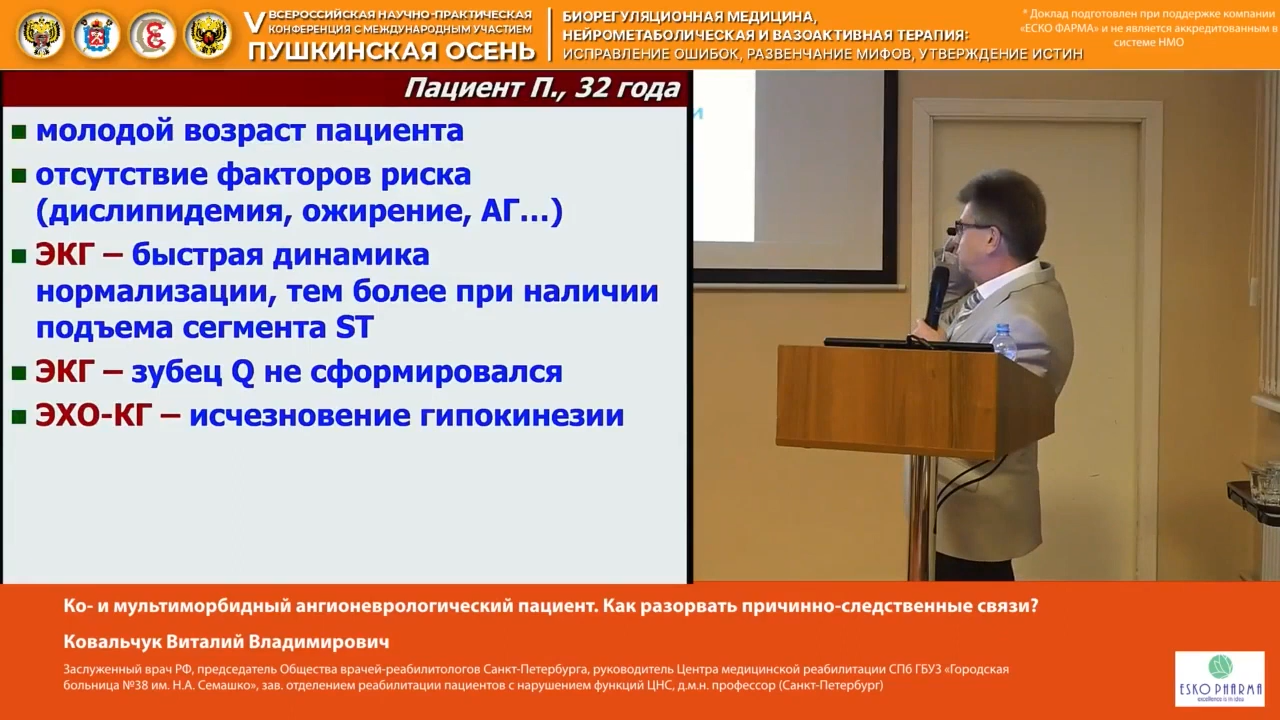 V ВСЕРОССИЙСКАЯ НАУЧНО-ПРАКТИЧЕСКАЯ
КОНФЕРЕНЦИЯ С МЕЖДУНАРОДНЫМ УЧАСТИЕМ
ПУШКИНСКАЯ ОСЕНЬ
БИОРЕГУЛЯЦИОННАЯ МЕДИЦИНА,
НЕЙРОМЕТАБОЛИЧЕСКАЯ И ВАЗОАКТИВНАЯ ТЕРАПИЯ:
ИСПРАВЛЕНИЕ ОШИБОК, РАЗВЕНЧАНИЕ МИФОВ, УТВЕРЖДЕНИЕ ИСТИН
* Доклад подготовлен при поддержке компании
«ЕСКО ФАРМА» и не является аккредитованным в
системе НМО
Пациент П., 32 года
молодой возраст пациента
отсутствие факторов риска
(дислипидемия, ожирение, АГ...)
ЭКГ – быстрая динамика
нормализации, тем более при наличии
подъема сегмента ST
ЭКГ – зубец Q не сформировался
ЭХО-КГ – исчезновение гипокинезии
и
Ко- и мультиморбидный ангионеврологический пациент. Как разорвать причинно-следственные связи?
Ковальчук Виталий Владимирович
Заслуженный врач РФ, председатель Общества врачей-реабилитологов Санкт-Петербурга, руководитель Центра медицинской реабилитации СПб ГБУЗ «Городская
больница №38 им. Н.А. Семашко», зав. отделением реабилитации пациентов с нарушением функций ЦНС, д.м.н. профессор (Санкт-Петербург)
ESKO PHARMA
excellence is in idea